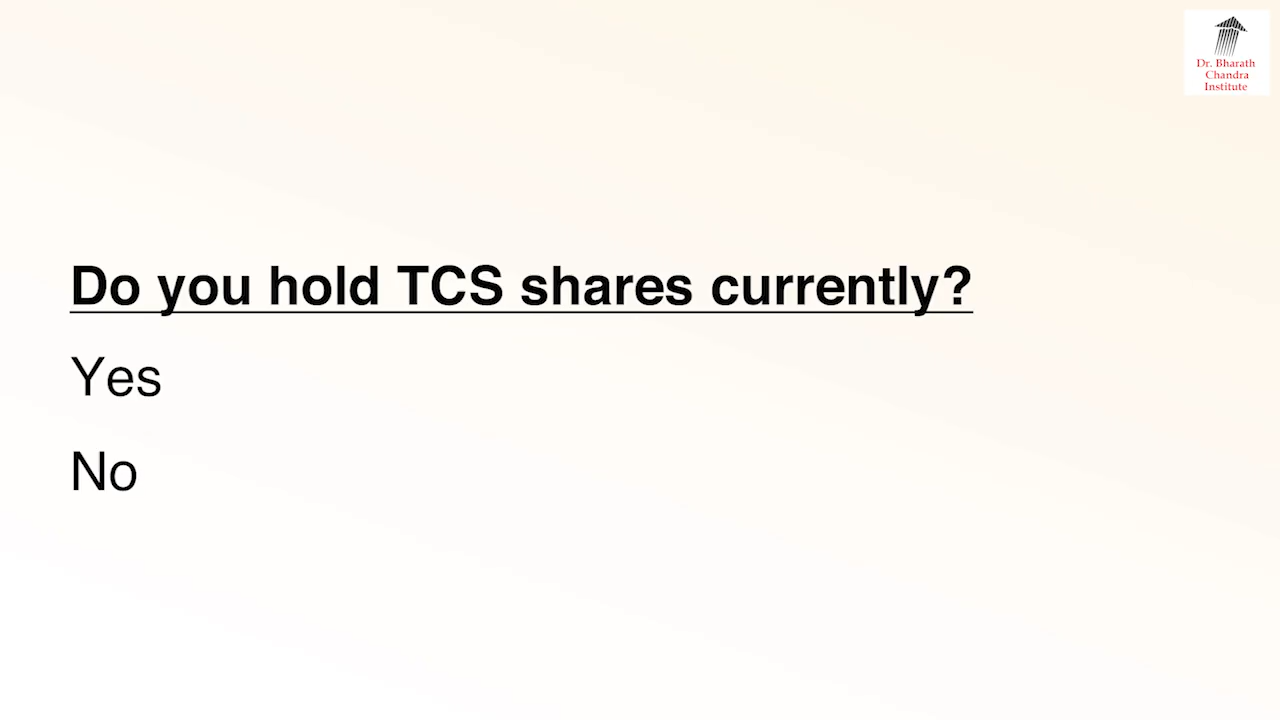 Dr. Bharath
Chandra
Institute
Do you hold TCS shares currently?
Yes
No